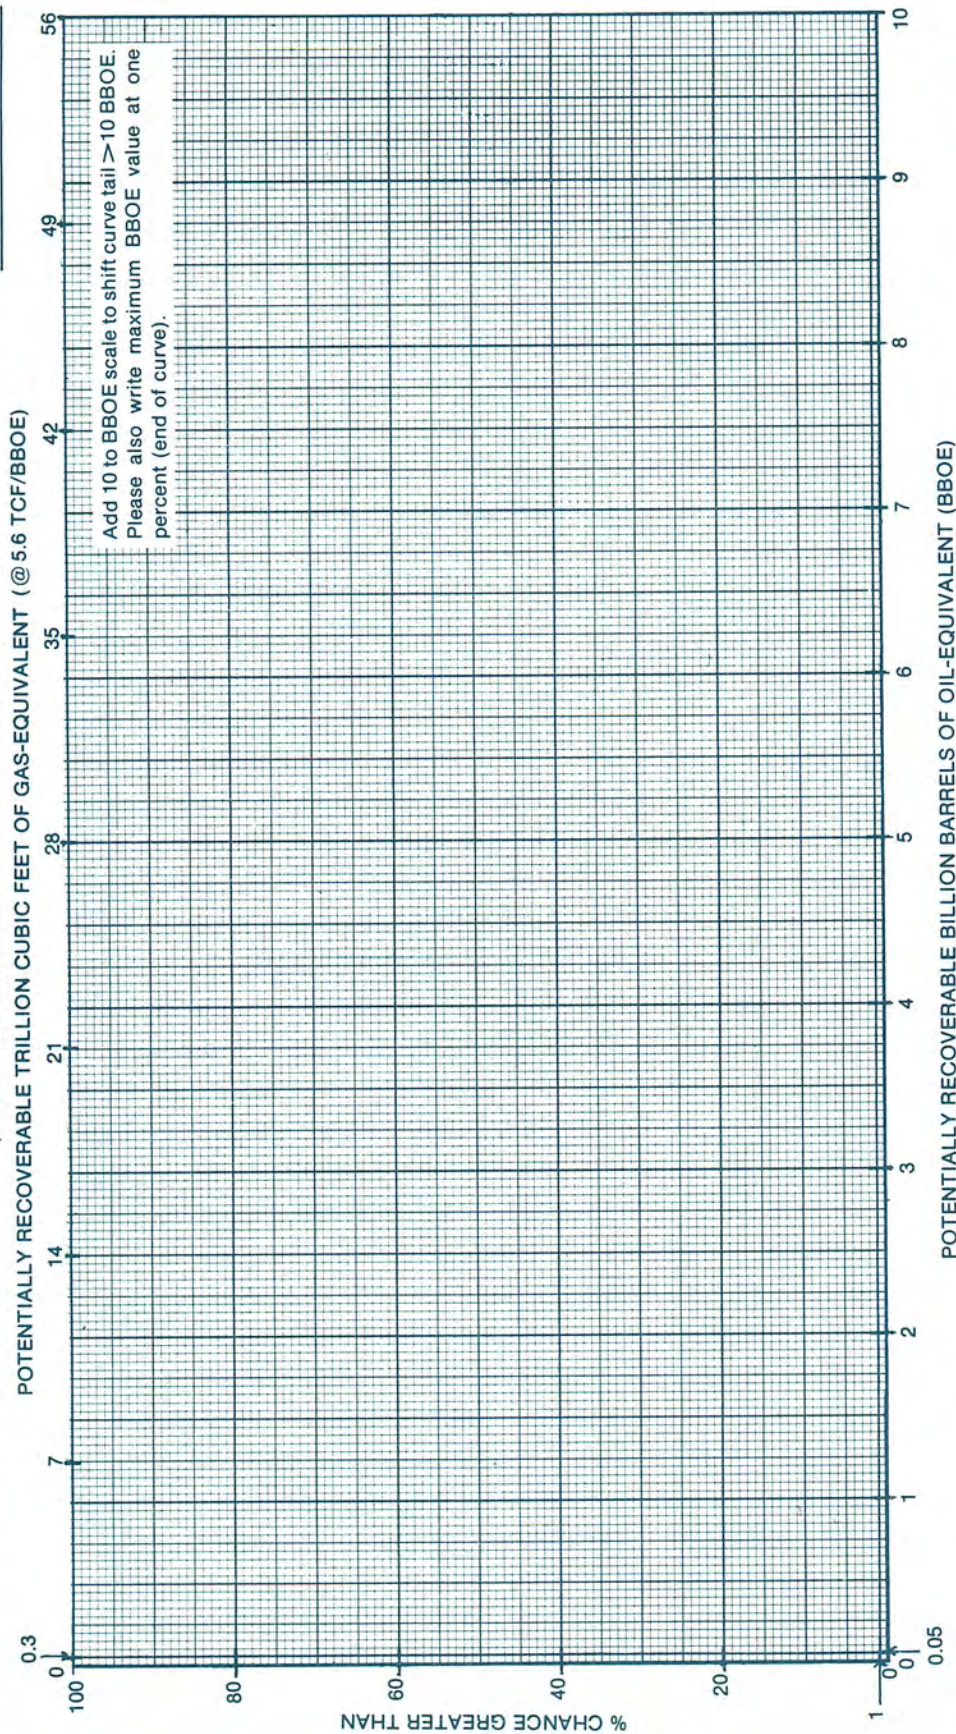 POTENTIALLY RECOVERABLE TRILLION CUBIC FEET OF GAS-EQUIVALENT (@ 5.6 TCF/BBOE)
0.3
0 7 14 21 28 35 42 49 56
Add 10 to BBOE scale to shift curve tail >10 BBOE.
Please also write maximum BBOE value at one
percent (end of curve).
% CHANGE GREATER THAN
100
80
60
40
20
0
1
0 1 2 3 4 5 6 7 8 9 10
0.05
POTENTIALLY RECOVERABLE BILLION BARRELS OF OIL-EQUIVALENT (BBOE)